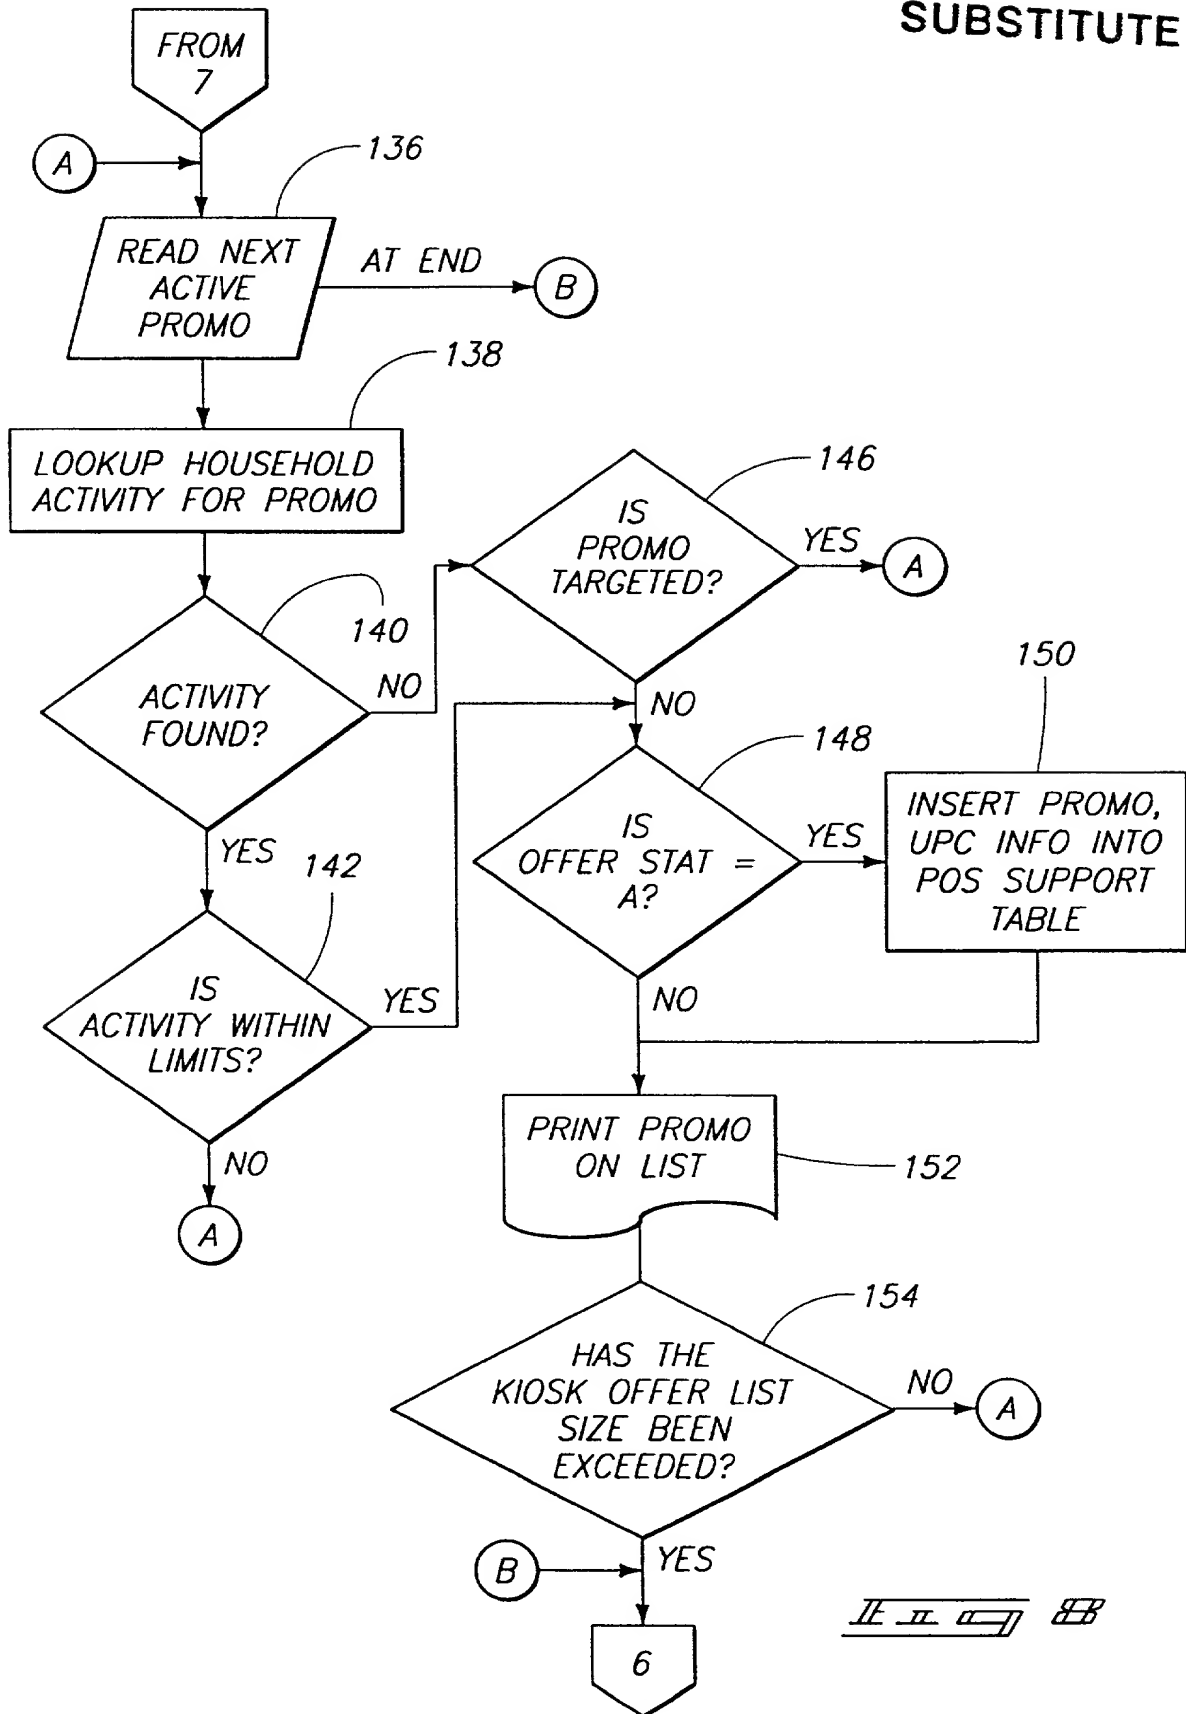 SUBSTITUTE
FROM
7
A
136
READ NEXT
ACTIVE
PROMO
AT END
B
138
LOOKUP HOUSEHOLD
ACTIVITY FOR PROMO
146
IS
PROMO
TARGETED?
YES
A
140
ACTIVITY
FOUND?
NO
NO
150
148
IS
OFFER STAT =
A?
YES
INSERT PROMO,
UPC INFO INTO
POS SUPPORT
TABLE
YES
142
IS
ACTIVITY WITHIN
LIMITS?
YES
NO
NO
A
PRINT PROMO
ON LIST
152
154
HAS THE
KIOSK OFFER LIST
SIZE BEEN
EXCEEDED?
NO
A
B
YES
6
Fig 8